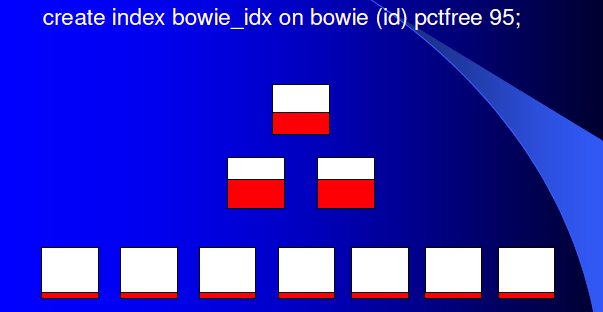 create index bowie_idx on bowie (id) pctfree 95;